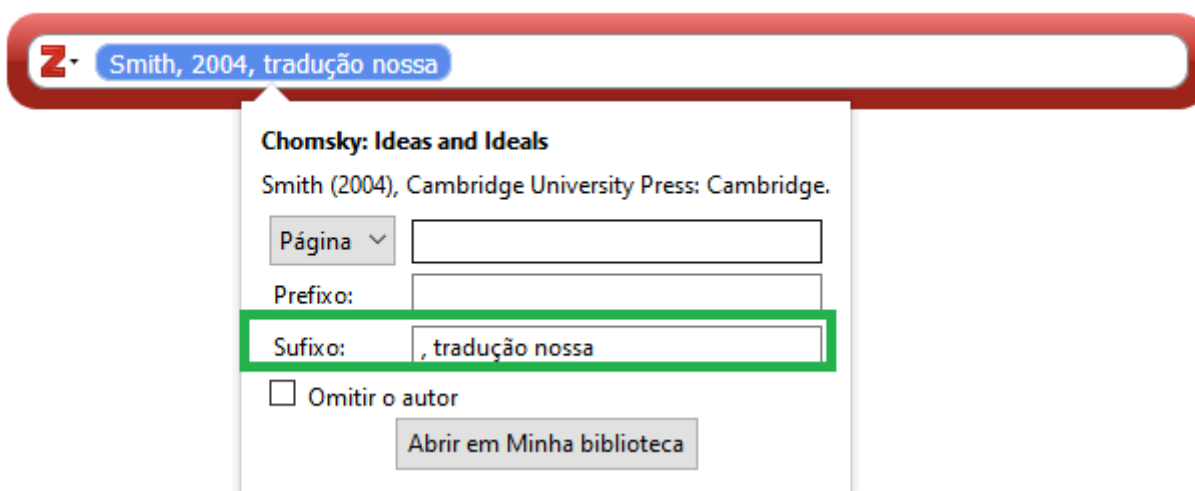 Z Smith, 2004, tradução nossa
Chomsky: Ideas and Ideals
Smith (2004), Cambridge University Press: Cambridge.
Página
Prefixo:
Sufixo: , tradução nossa
Omitir o autor
Abrir em Minha biblioteca